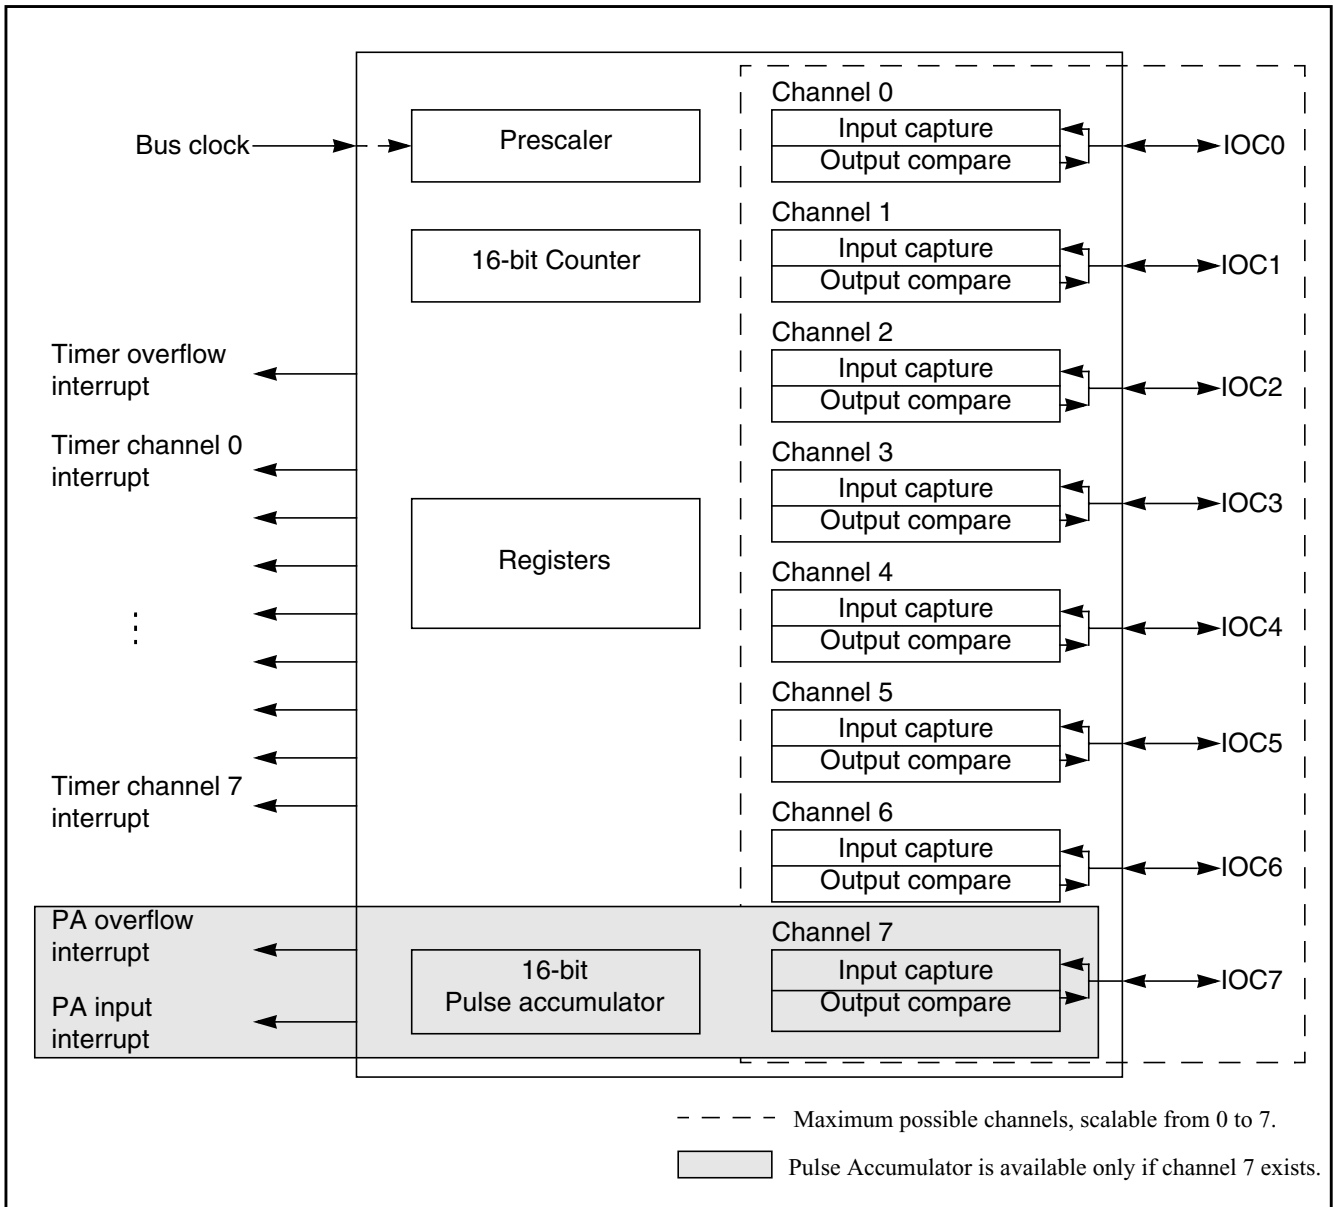 Bus clock
Prescaler
16-bit Counter
Registers
16-bit
Pulse accumulator
Timer overflow
interrupt
Timer channel 0
interrupt
Timer channel 7
interrupt
PA overflow
interrupt
PA input
interrupt
Channel 0
Input capture
Output compare
IOC0
Channel 1
Input capture
Output compare
IOC1
Channel 2
Input capture
Output compare
IOC2
Channel 3
Input capture
Output compare
IOC3
Channel 4
Input capture
Output compare
IOC4
Channel 5
Input capture
Output compare
IOC5
Channel 6
Input capture
Output compare
IOC6
Channel 7
Input capture
Output compare
IOC7
Maximum possible channels, scalable from 0 to 7.
Pulse Accumulator is available only if channel 7 exists.